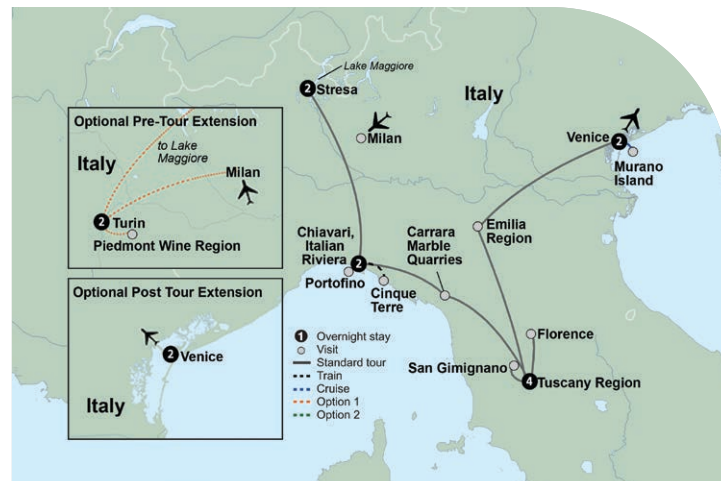 Lake Maggiore
Stresa
2
Italy
Milan
Venice
2
Murano
Island
Optional Pre-Tour Extension
to Lake
Maggiore
Italy
Milan
2
Turin
Piedmont Wine Region
Chiavari,
Italian
Riviera
2
Portofino
Cinque
Terre
Carrara
Marble
Quarries
Emilia
Region
Florence
San Gimignano
4
Tuscany Region
Optional Post Tour Extension
2
Venice
Italy
1 Overnight stay
Visit
Standard tour
Train
Cruise
Option 1
Option 2